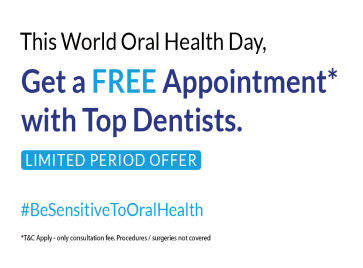 This World Oral Health Day,
Get a FREE Appointment*
with Top Dentists.
LIMITED PERIOD OFFER
#BeSensitiveToOralHealth
*T&C Apply - only consultation fee. Procedures / surgeries not covered